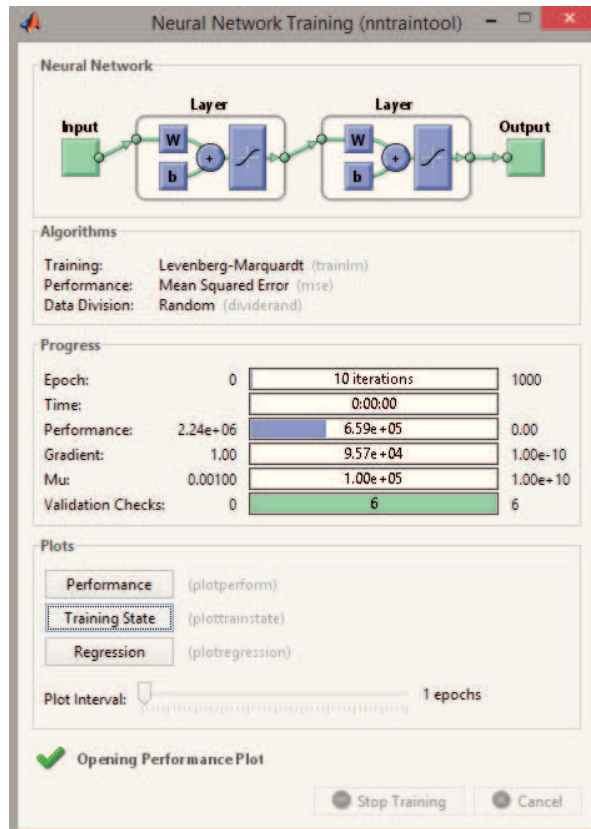 Neural Network Training (nntraintool)
Neural Network
Layer Layer
Input Output
W W
+ +
b b
Algorithms
Training: Levenberg-Marquardt (trainlm)
Performance: Mean Squared Error (mse)
Data Division: Random (dividerand)
Progress
Epoch: 0 10 iterations 1000
Time: 0:00:00
Performance: 2.24e+06 6.59e+05 0.00
Gradient: 1.00 9.57e+04 1.00e-10
Mu: 0.00100 1.00e+05 1.00e+10
Validation Checks: 0 6 6
Plots
Performance (plotperform)
Training State (plottrainstate)
Regression (plotregression)
Plot Interval: 1 epochs
Opening Performance Plot
Stop Training Cancel